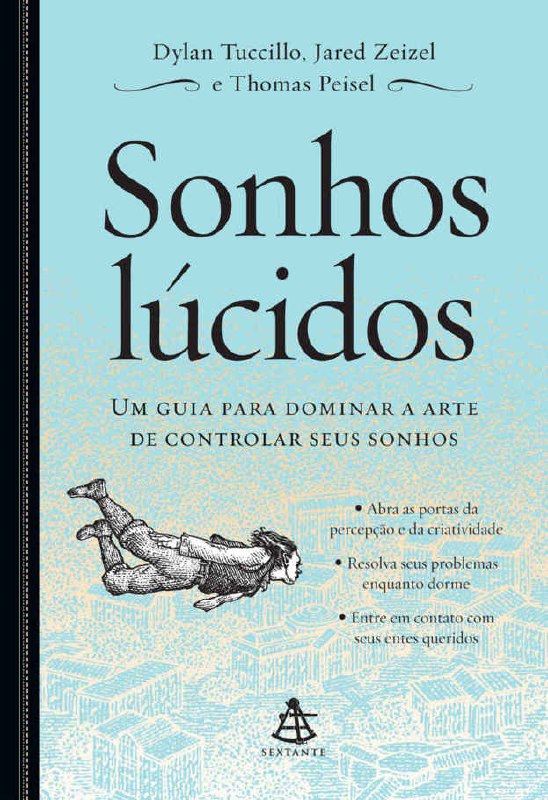 Dylan Tuccillo, Jared Zeizel
e Thomas Peisel
Sonhos
lúcidos
Um guia para dominar a arte
de controlar seus sonhos
• Abra as portas da
percepção e da criatividade
• Resolva seus problemas
enquanto dorme
• Entre em contato com
seus entes queridos
SEXTANTE